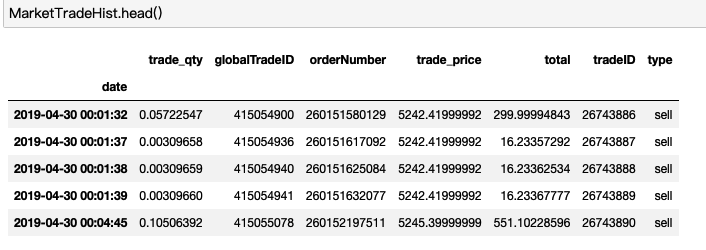 MarketTradeHist.head()
trade_qty globalTradeID orderNumber trade_price total tradeID type
date
2019-04-30 00:01:32 0.05722547 415054900 260151580129 5242.41999992 299.99994843 26743886 sell
2019-04-30 00:01:37 0.00309658 415054936 260151617092 5242.41999992 16.23357292 26743887 sell
2019-04-30 00:01:38 0.00309659 415054940 260151625084 5242.41999992 16.23362534 26743888 sell
2019-04-30 00:01:39 0.00309660 415054941 260151632077 5242.41999992 16.23367777 26743889 sell
2019-04-30 00:04:45 0.10506392 415055078 260152197511 5245.39999999 551.10228596 26743890 sell